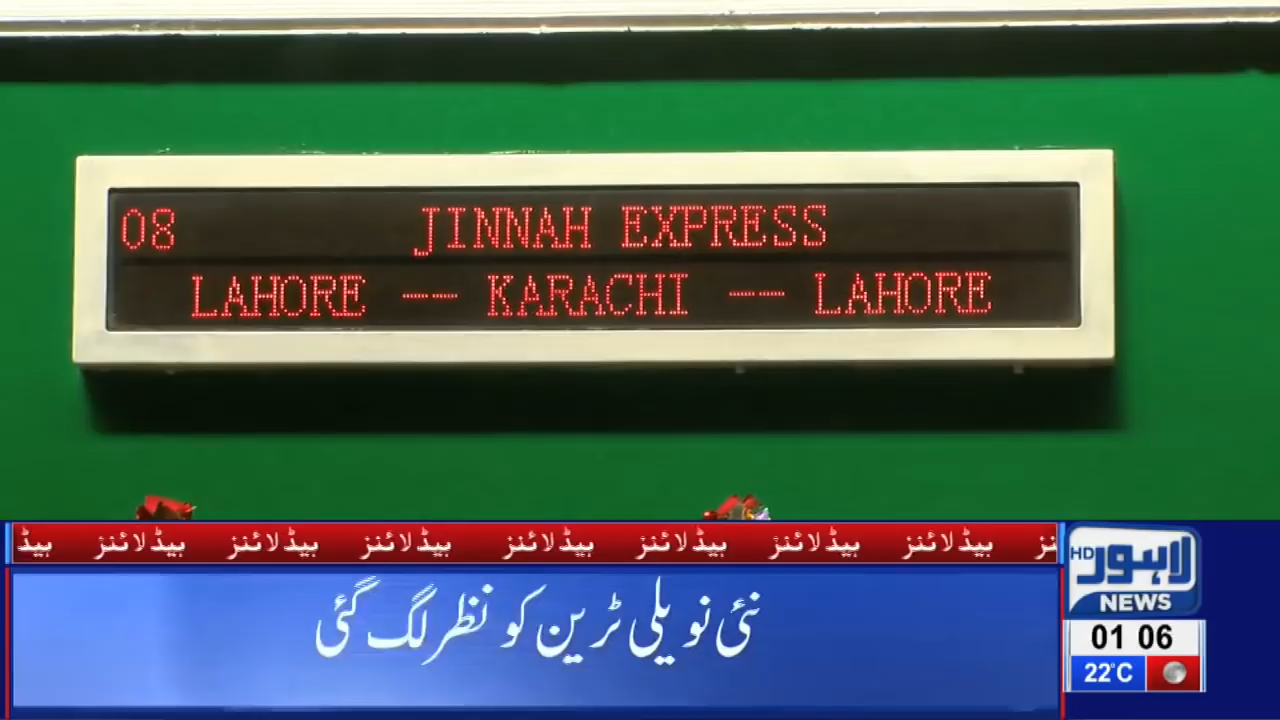 08 JINNAH EXPRESS
LAHORE -- KARACHI -- LAHORE
ہیڈلائنز ہیڈلائنز ہیڈلائنز ہیڈلائنز ہیڈلائنز ہیڈلائنز ہیڈلائنز
نئی نویلی ٹرین کو نظر لگ گئی
HD لاہور
NEWS
01 06
22°C